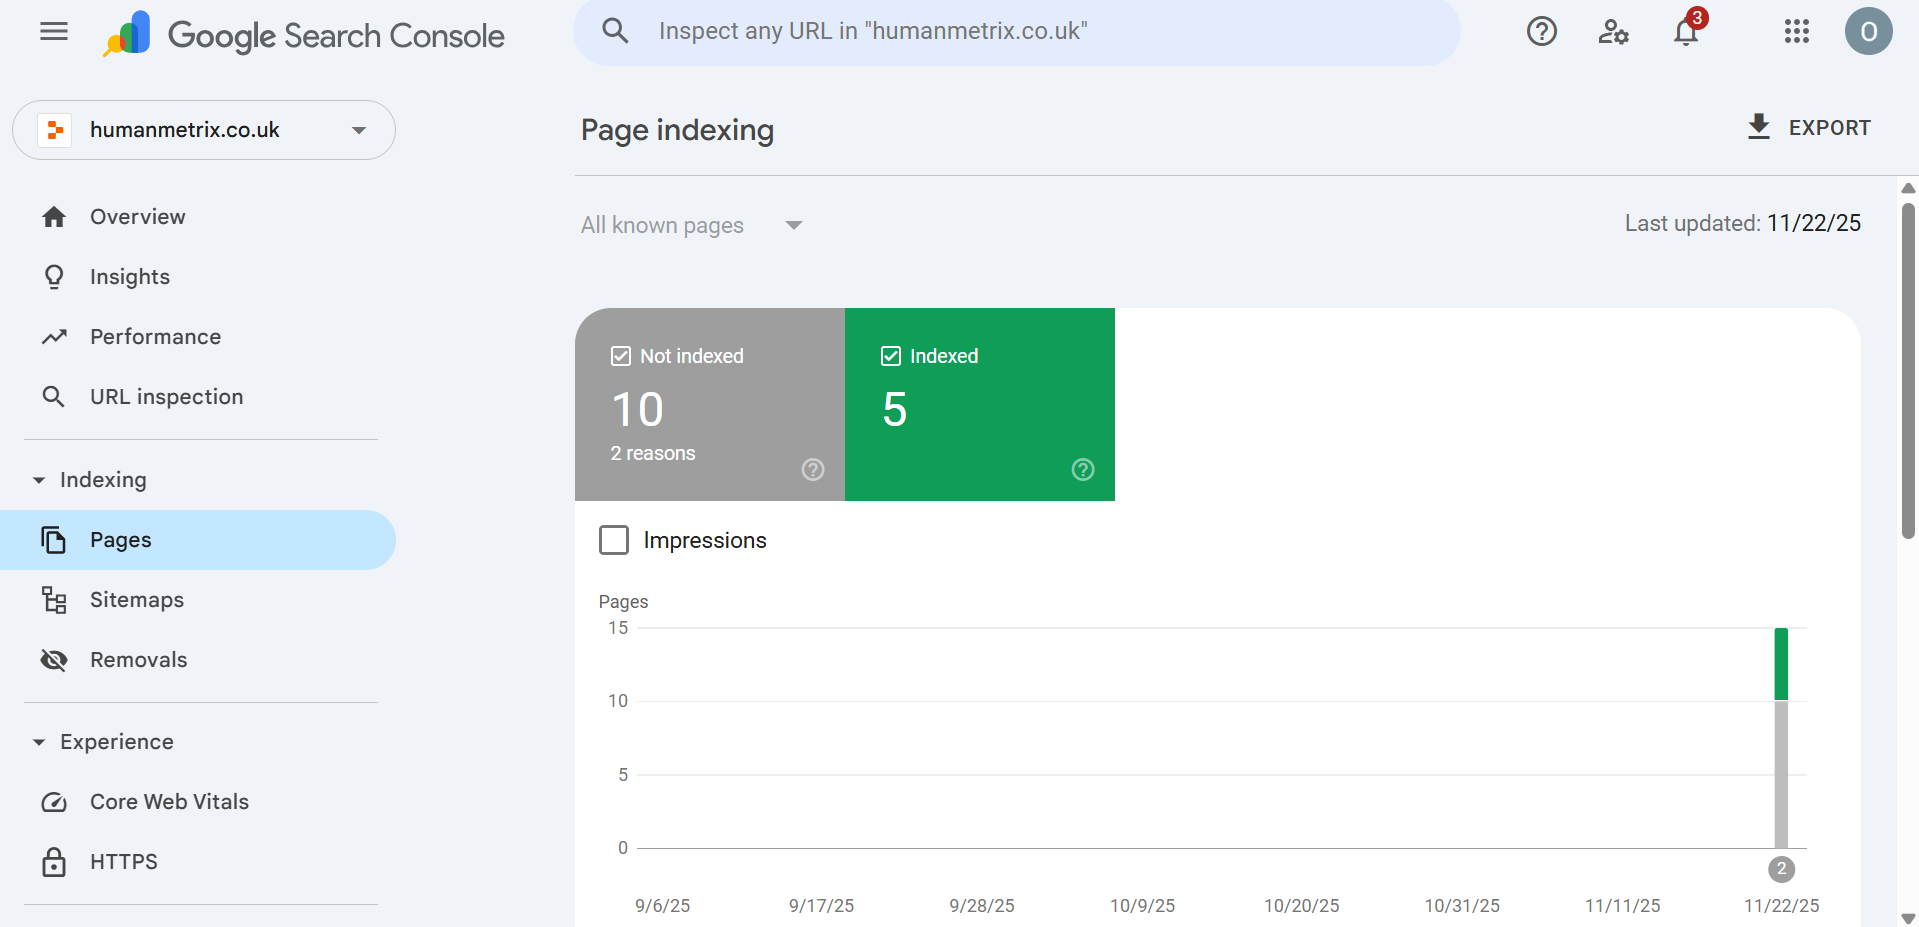 Google Search Console
Inspect any URL in "humanmetrix.co.uk"
3
O
humanmetrix.co.uk
Overview
Insights
Performance
URL inspection
Indexing
Pages
Sitemaps
Removals
Experience
Core Web Vitals
HTTPS
Page indexing
EXPORT
All known pages
Last updated: 11/22/25
Not indexed
10
2 reasons
Indexed
5
Impressions
Pages
15
10
5
0
2
9/6/25 9/17/25 9/28/25 10/9/25 10/20/25 10/31/25 11/11/25 11/22/25